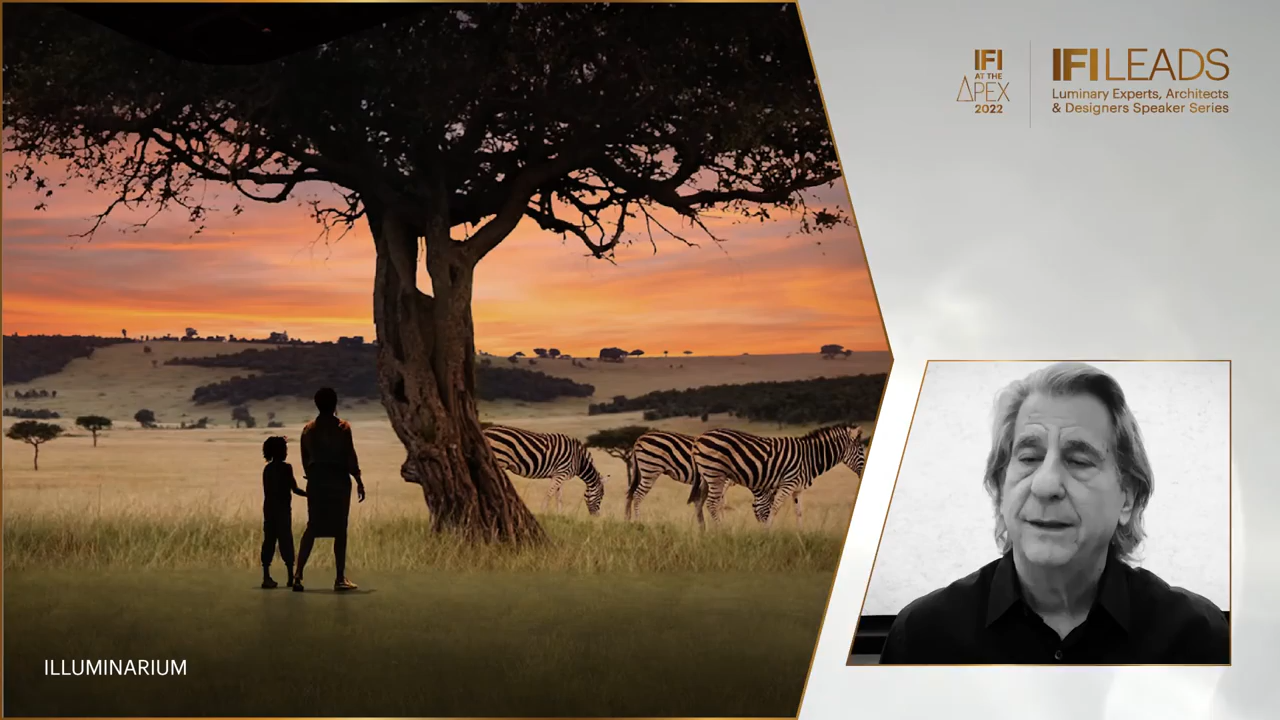 IFI
AT THE
APEX
2022
IFI LEADS
Luminary Experts, Architects
& Designers Speaker Series
ILLUMINARIUM